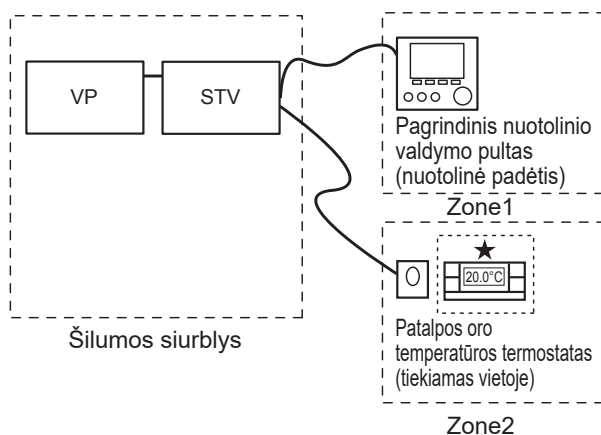 VP
STV
Šilumos siurblys
Pagrindinis nuotolinio
valdymo pultas
(nuotolinė padėtis)
Zone1
20.0°C
Patalpos oro
temperatūros termostatas
(tiekiamas vietoje)
Zone2